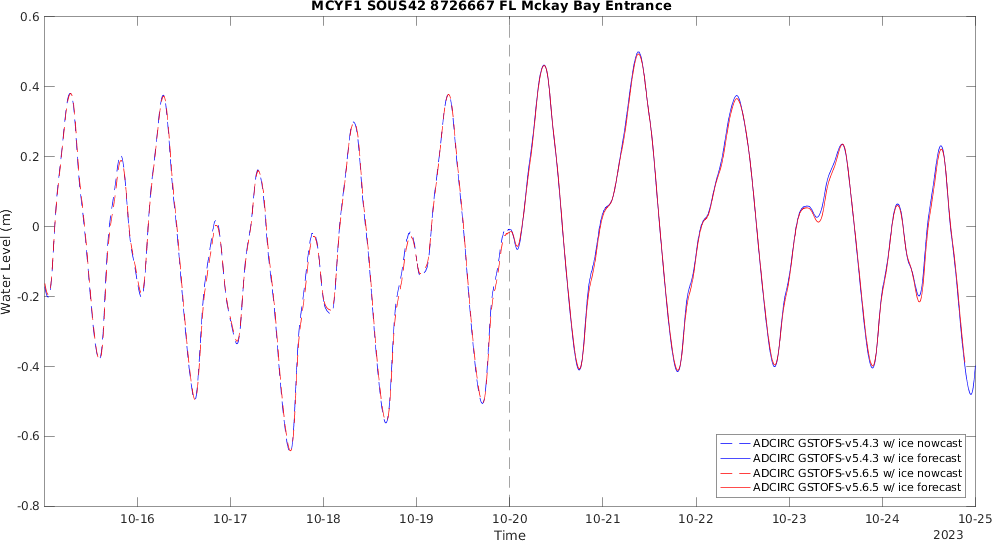 MCYF1 SOUS42 8726667 FL Mckay Bay Entrance
0.6
0.4
0.2
0
-0.2
-0.4
-0.6
-0.8
Water Level (m)
10-16
10-17
10-18
10-19
10-20
10-21
10-22
10-23
10-24
10-25
Time
2023
ADCIRC GSTOFS-v5.4.3 w/ ice nowcast
ADCIRC GSTOFS-v5.4.3 w/ ice forecast
ADCIRC GSTOFS-v5.6.5 w/ ice nowcast
ADCIRC GSTOFS-v5.6.5 w/ ice forecast